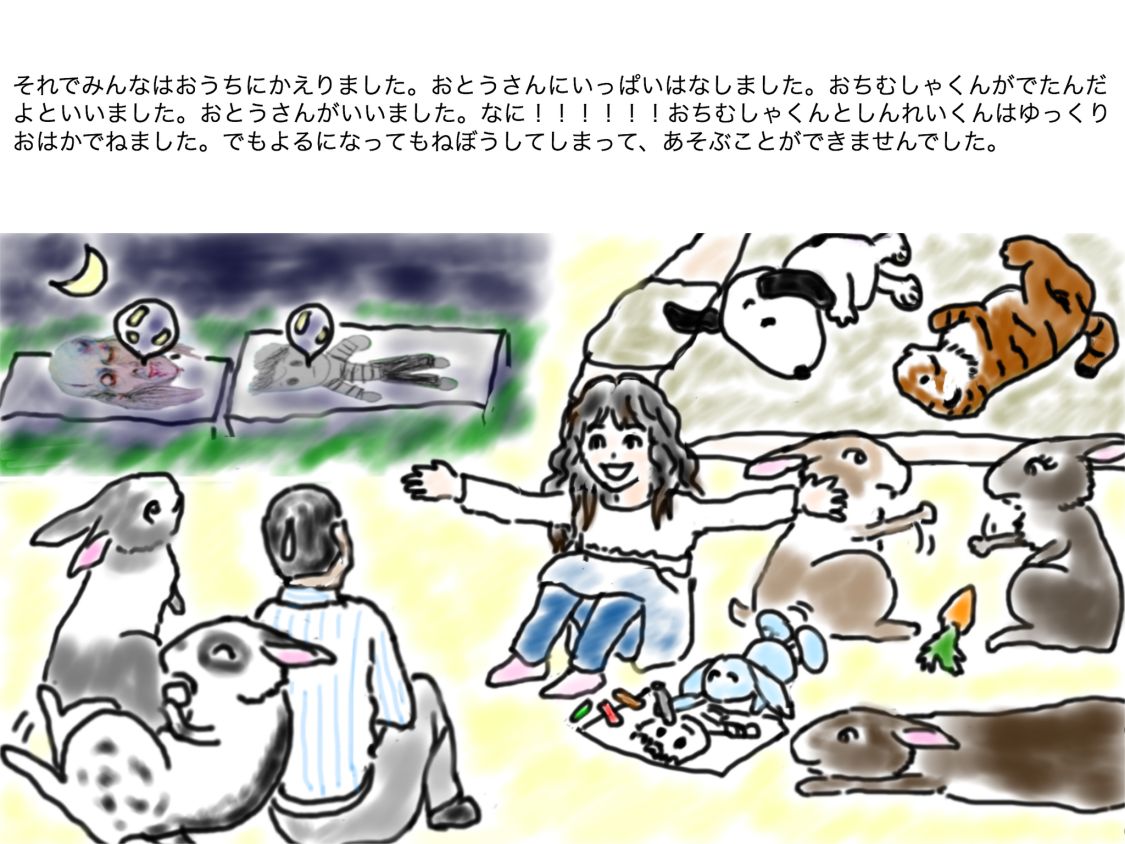 それでみんなはおうちにかえりました。おとうさんにいっぱいはなしました。おちむしゃくんがでたんだ
よといいました。おとうさんがいいました。なに！！！！！！おちむしゃくんとしんれいくんはゆっくり
おはかでねました。でもよるになってもねぼうしてしまって、あそぶことができませんでした。